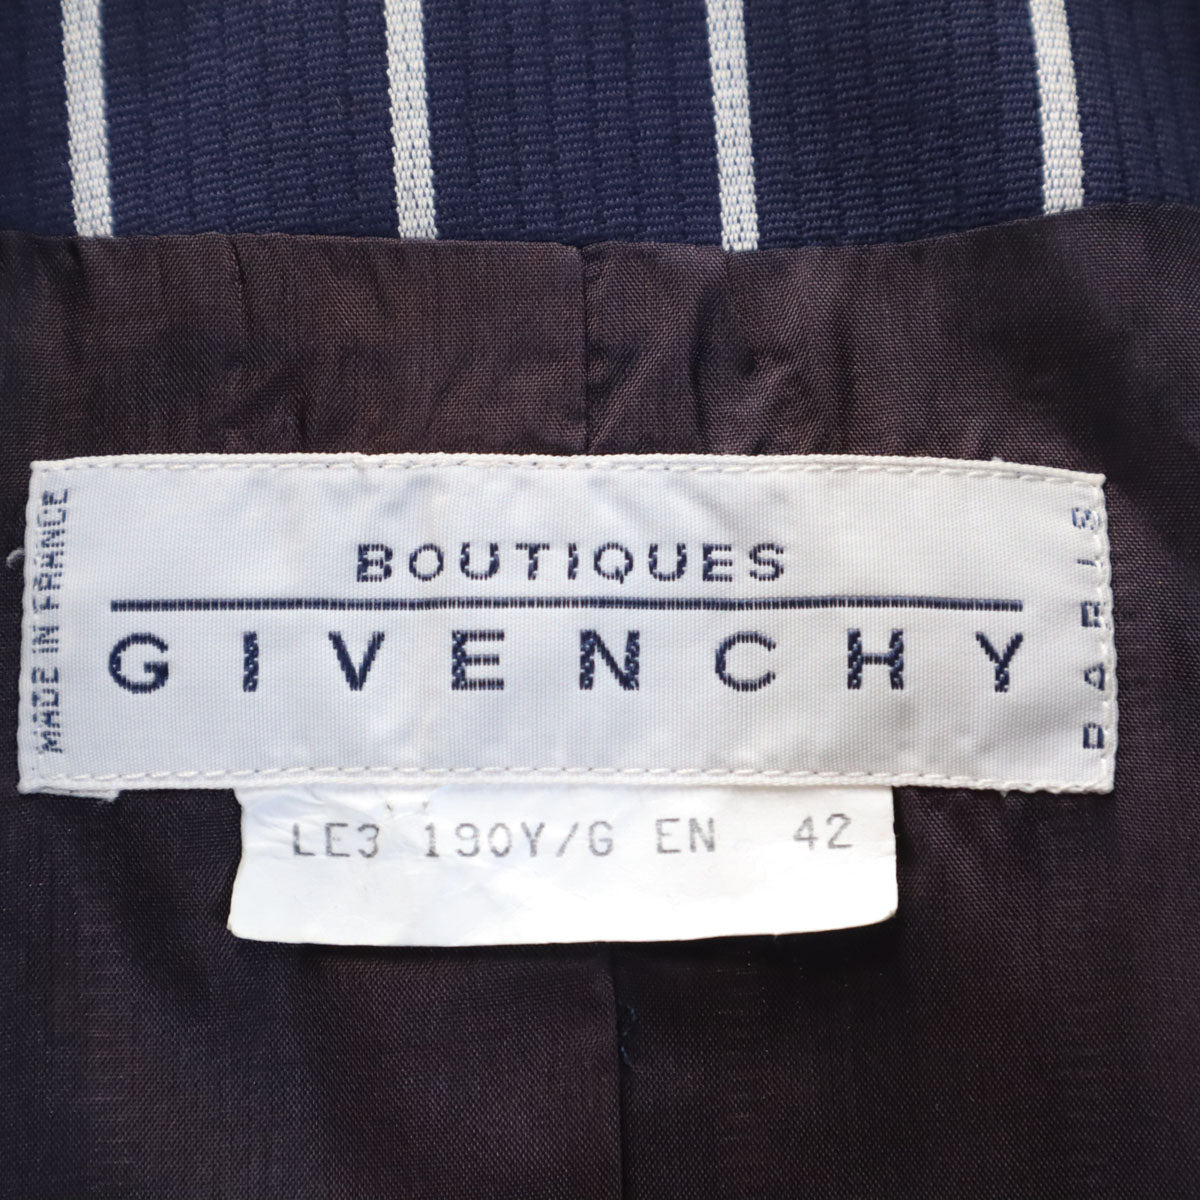 MADE IN FRANCE
BOUTIQUES
GIVENCHY
PARIS
LE3 190Y/G EN 42